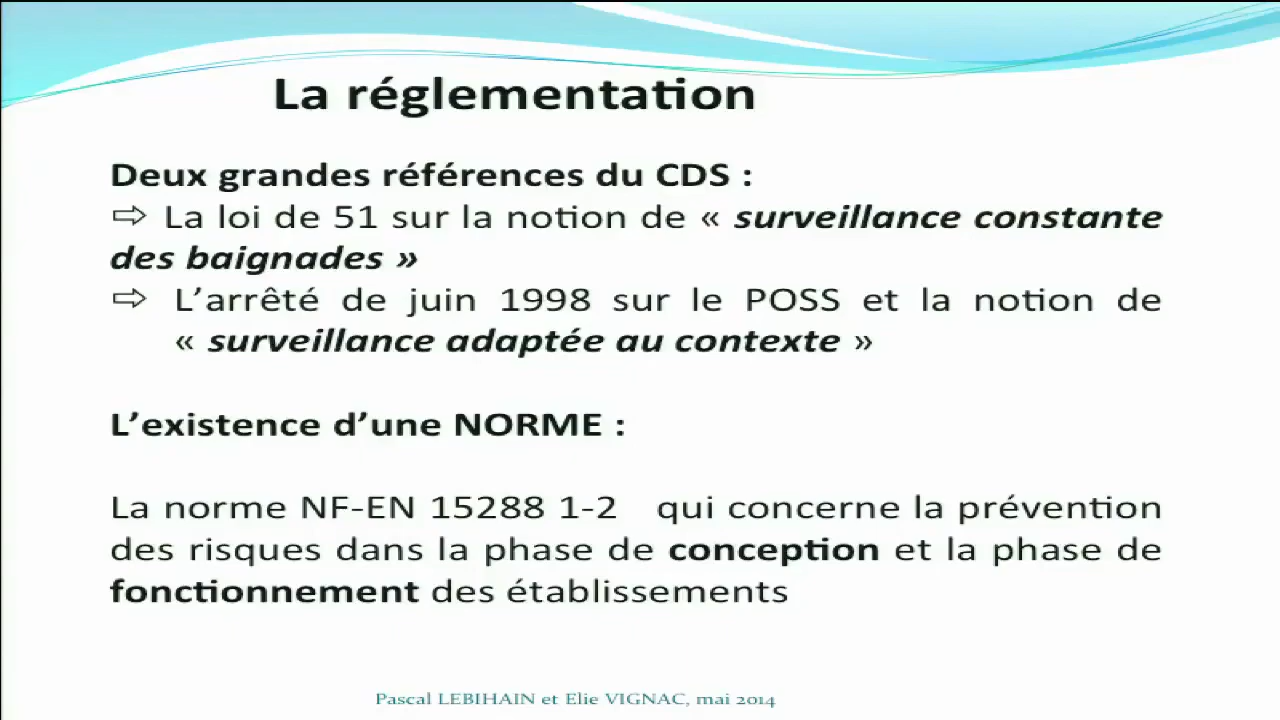 La réglementation
Deux grandes références du CDS :
⇨ La loi de 51 sur la notion de « surveillance constante
des baignades »
⇨ L’arrêté de juin 1998 sur le POSS et la notion de
« surveillance adaptée au contexte »
L’existence d’une NORME :
La norme NF-EN 15288 1-2 qui concerne la prévention
des risques dans la phase de conception et la phase de
fonctionnement des établissements
Pascal LEBIHAIN et Elie VIGNAC, mai 2014